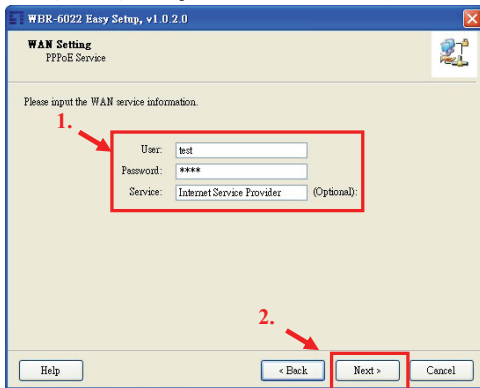 WBR-6022 Easy Setup, v1.0.2.0
WAN Setting
PPPoE Service
Please input the WAN service information.
1.
User: test
Password: ****
Service: Internet Service Provider (Optional):
2.
Help < Back Next > Cancel